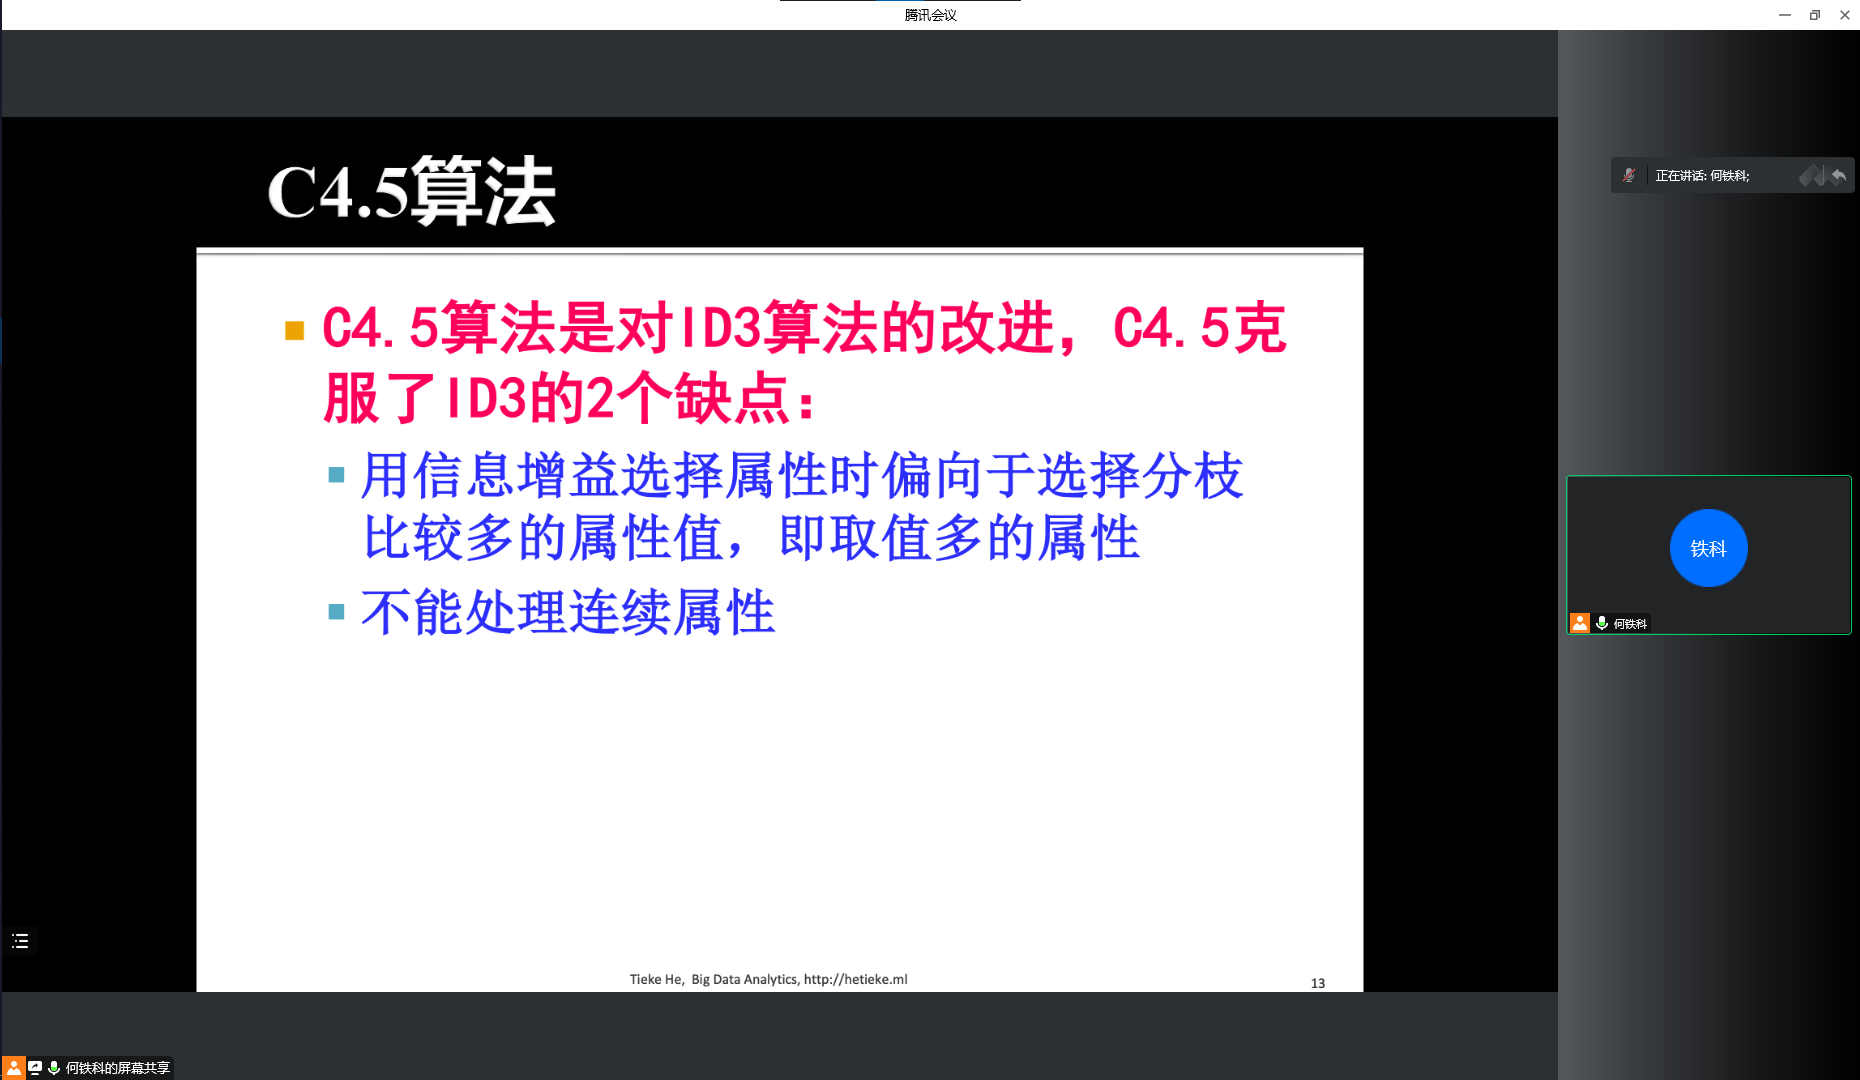 腾讯会议
C4.5算法
C4.5算法是对ID3算法的改进，C4.5克
服了ID3的2个缺点：
用信息增益选择属性时偏向于选择分枝
比较多的属性值，即取值多的属性
不能处理连续属性
Tieke He, Big Data Analytics, http://hetieke.ml
13
正在讲话: 何铁科;
铁科
何铁科
何铁科的屏幕共享